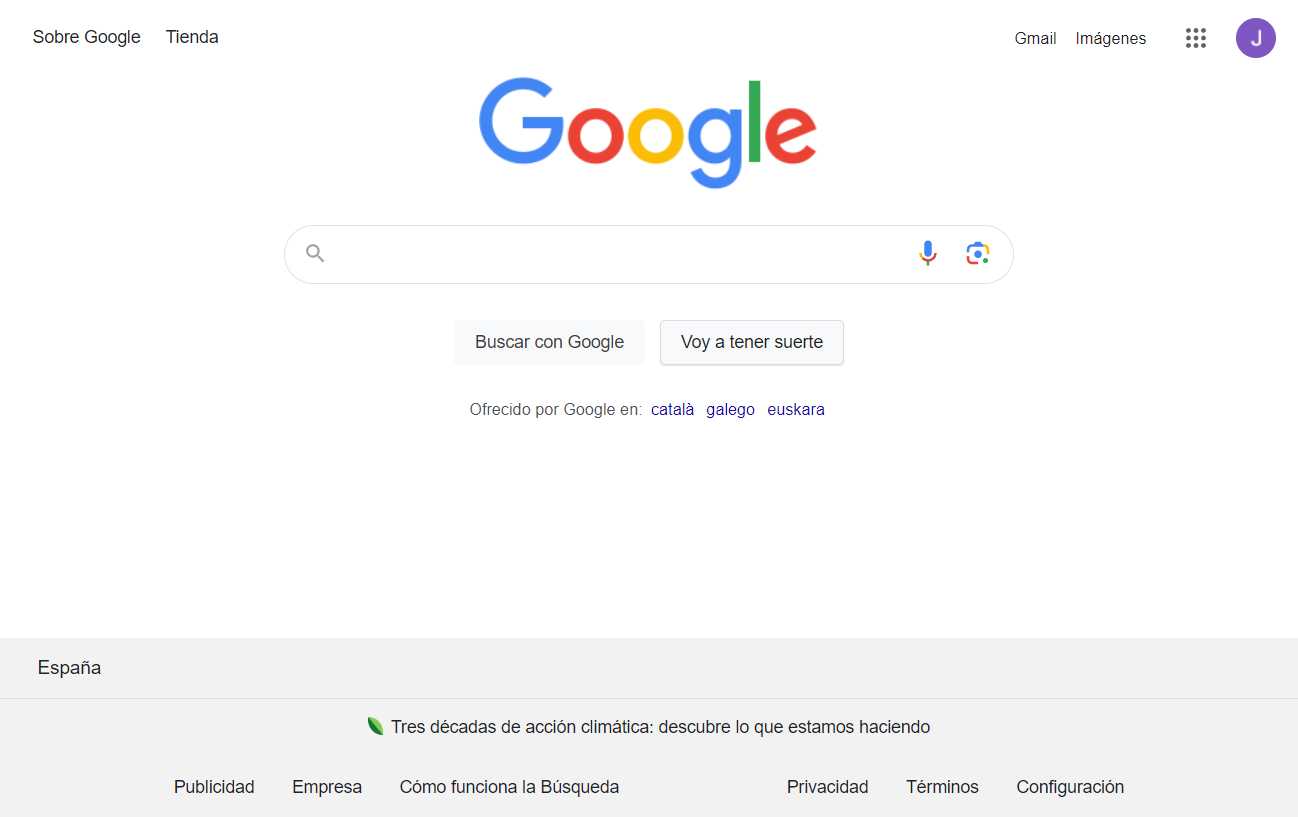 Sobre Google Tienda Gmail Imágenes J
Google
Buscar con Google Voy a tener suerte
Ofrecido por Google en: català galego euskara
España
Tres décadas de acción climática: descubre lo que estamos haciendo
Publicidad Empresa Cómo funciona la Búsqueda Privacidad Términos Configuración